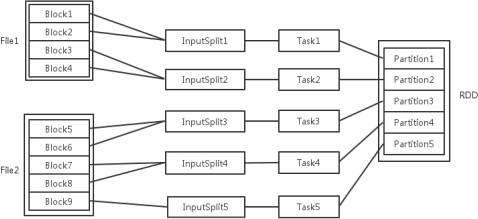 File1
Block1
Block2
Block3
Block4
File2
Block5
Block6
Block7
Block8
Block9
InputSplit1
InputSplit2
InputSplit3
InputSplit4
InputSplit5
Task1
Task2
Task3
Task4
Task5
Partition1
Partition2
Partition3
Partition4
Partition5
RDD